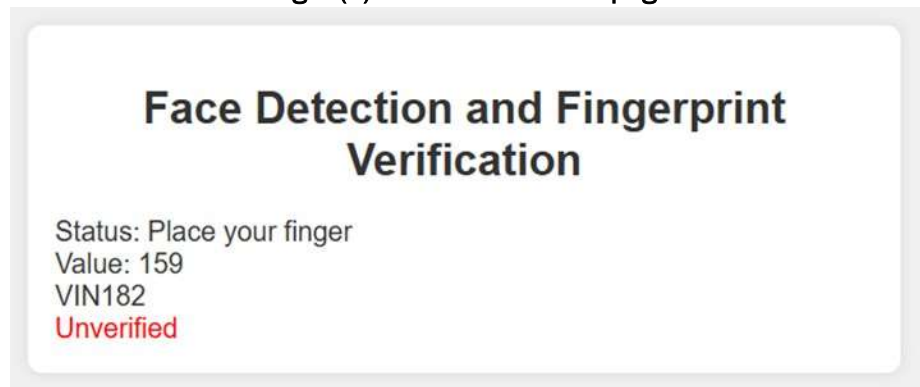 Face Detection and Fingerprint
Verification
Status: Place your finger
Value: 159
VIN182
Unverified